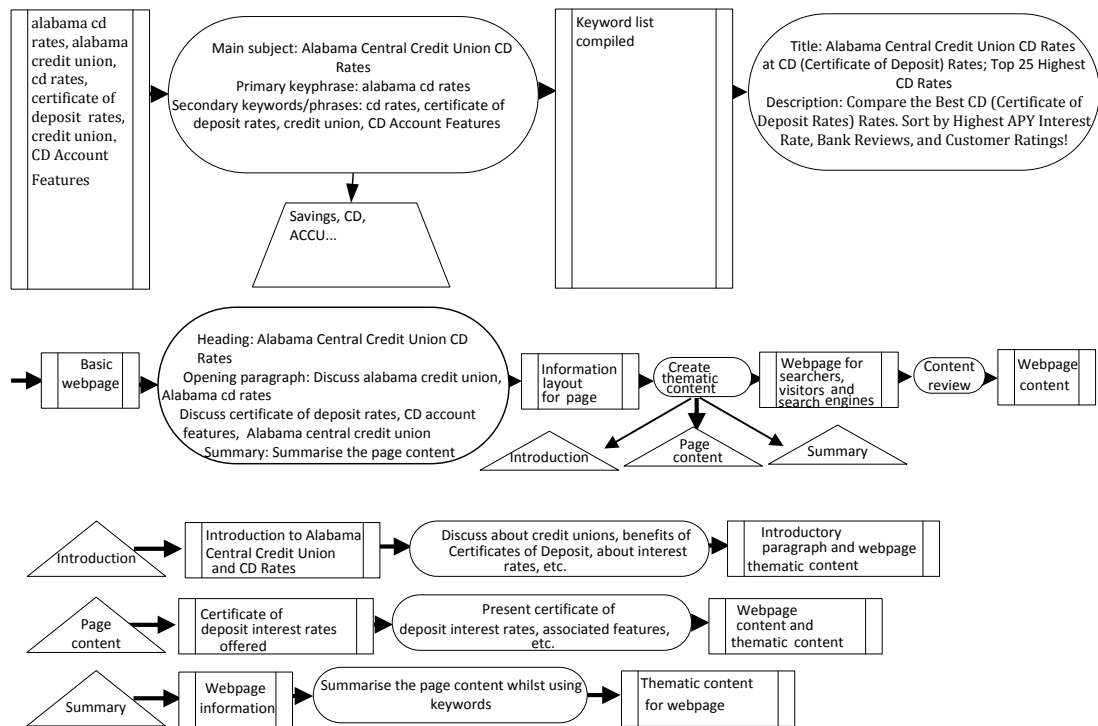 alabama cd
rates, alabama
credit union,
cd rates,
certificate of
deposit rates,
credit union,
CD Account
Features
Main subject: Alabama Central Credit Union CD
Rates
Primary keyphrase: alabama cd rates
Secondary keywords/phrases: cd rates, certificate of
deposit rates, credit union, CD Account Features
Savings, CD,
ACCU...
Keyword list
compiled
Title: Alabama Central Credit Union CD Rates
at CD (Certificate of Deposit) Rates; Top 25 Highest
CD Rates
Description: Compare the Best CD (Certificate of
Deposit Rates) Rates. Sort by Highest APY Interest
Rate, Bank Reviews, and Customer Ratings!
Basic
webpage
Heading: Alabama Central Credit Union CD
Rates
Opening paragraph: Discuss alabama credit union,
Alabama cd rates
Discuss certificate of deposit rates, CD account
features, Alabama central credit union
Summary: Summarise the page content
Information
layout
for page
Create
thematic
content
Webpage for
searchers,
visitors and
search engines
Content
review
Webpage
content
Introduction
Page
content
Summary
Introduction
Introduction to Alabama
Central Credit Union
and CD Rates
Discuss about credit unions, benefits of
Certificates of Deposit, about interest
rates, etc.
Introductory
paragraph and webpage
thematic content
Page
content
Certificate of
deposit interest rates
offered
Present certificate of
deposit interest rates, associated features,
etc.
Webpage
content and
thematic content
Summary
Webpage
information
Summarise the page content whilst using
keywords
Thematic content
for webpage